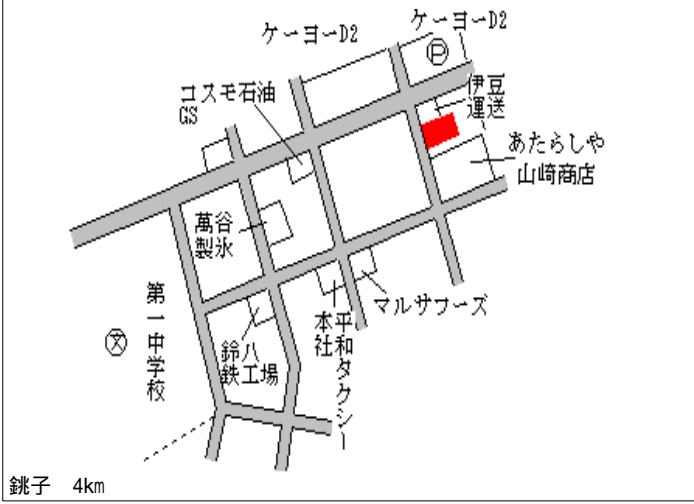 ケーヨーD2
ケーヨーD2
Ⓟ
コスモ石油
GS
伊豆
運送
あたらしや
山崎商店
萬谷
製氷
マルサフーズ
第一中学校
文
鈴八
鉄工場
平和タクシー
本社
銚子 4km